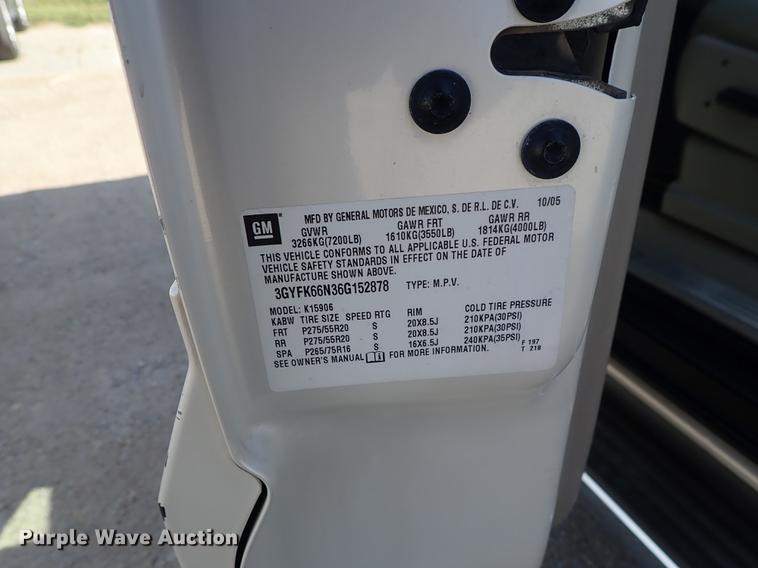 GM MFD BY GENERAL MOTORS DE MEXICO, S. DE R.L. DE C.V. 10/05
GVWR GAWR FRT GAWR RR
3266KG(7200LB) 1610KG(3550LB) 1814KG(4000LB)
THIS VEHICLE CONFORMS TO ALL APPLICABLE U.S. FEDERAL MOTOR
VEHICLE SAFETY STANDARDS IN EFFECT ON THE DATE OF
MANUFACTURE SHOWN ABOVE.
3GYFK66N36G152878 TYPE: M.P.V.
MODEL: K15906
KABW TIRE SIZE SPEED RTG RIM COLD TIRE PRESSURE
FRT P275/55R20 S 20X8.5J 210KPA(30PSI)
RR P275/55R20 S 20X8.5J 210KPA(30PSI)
SPA P265/75R16 S 16X6.5J 240KPA(35PSI) F 197
SEE OWNER'S MANUAL FOR MORE INFORMATION. T 218
Purple Wave Auction